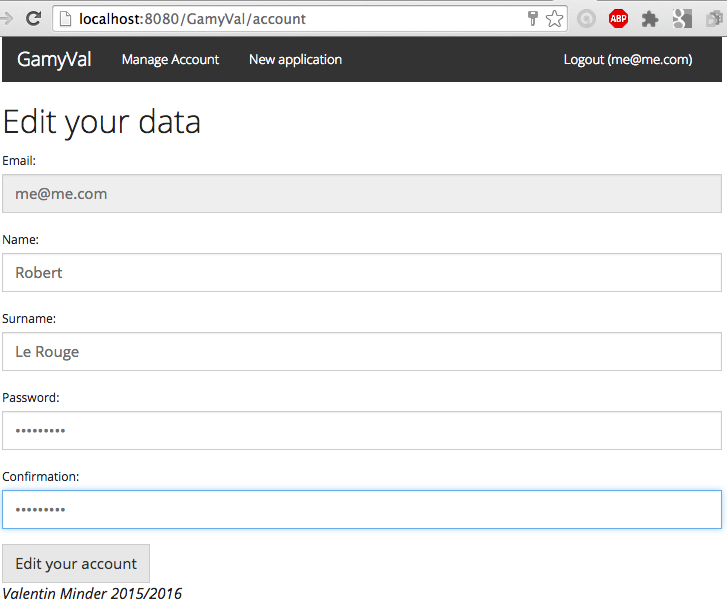 localhost:8080/GamyVal/account
ABP
GamyVal Manage Account New application Logout (me@me.com)
Edit your data
Email:
me@me.com
Name:
Robert
Surname:
Le Rouge
Password:
•••••••••
Confirmation:
•••••••••
Edit your account
Valentin Minder 2015/2016